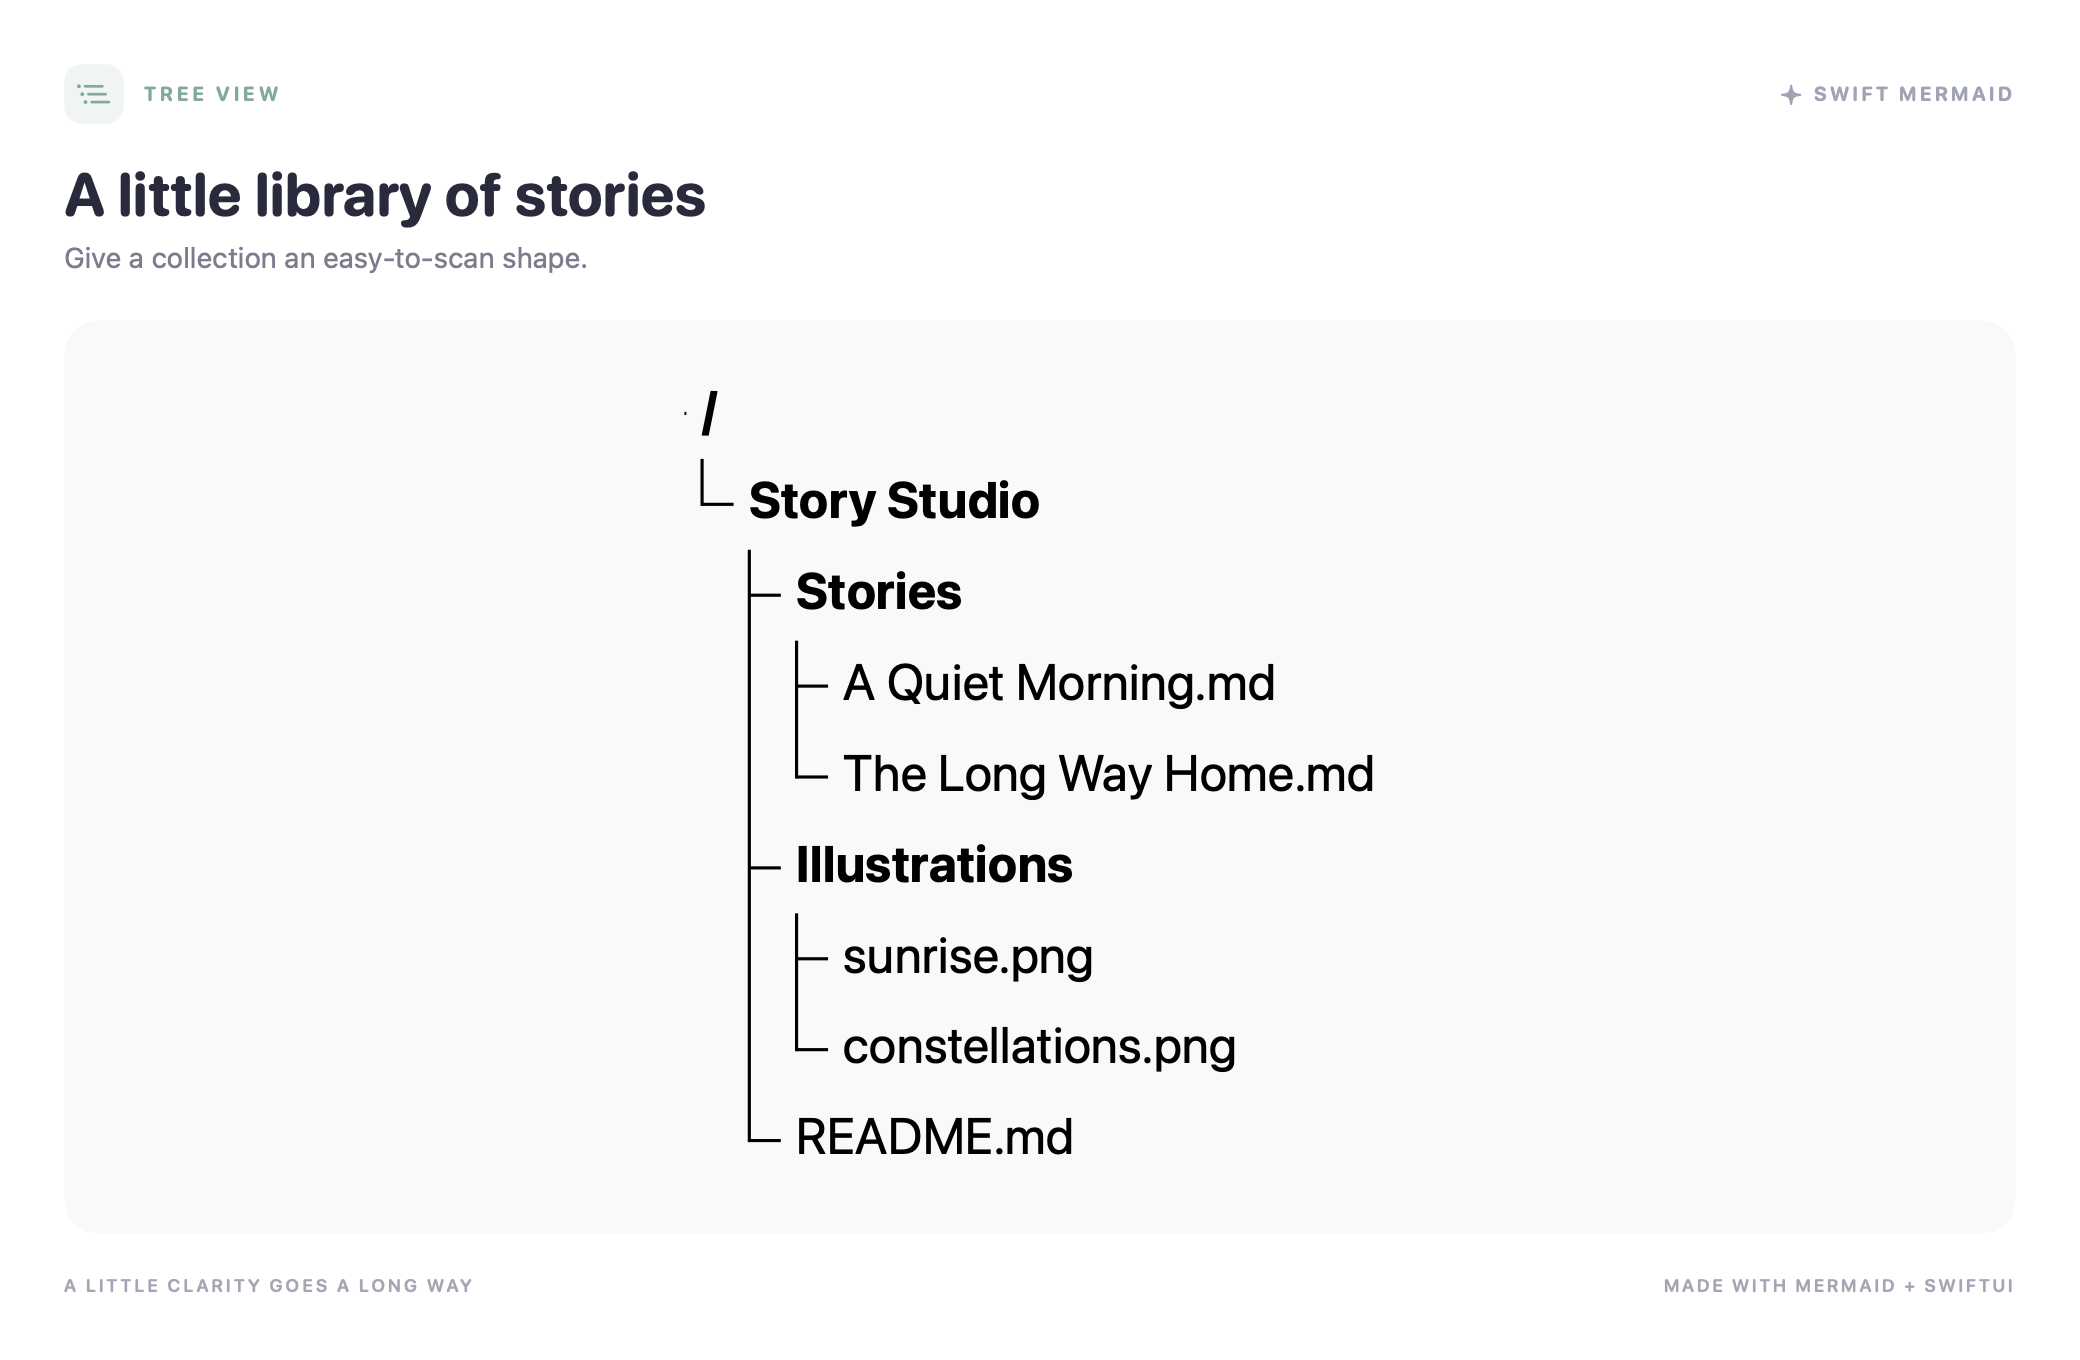 TREE VIEW
SWIFT MERMAID
A little library of stories
Give a collection an easy-to-scan shape.
/
Story Studio
Stories
A Quiet Morning.md
The Long Way Home.md
Illustrations
sunrise.png
constellations.png
README.md
A LITTLE CLARITY GOES A LONG WAY
MADE WITH MERMAID + SWIFTUI